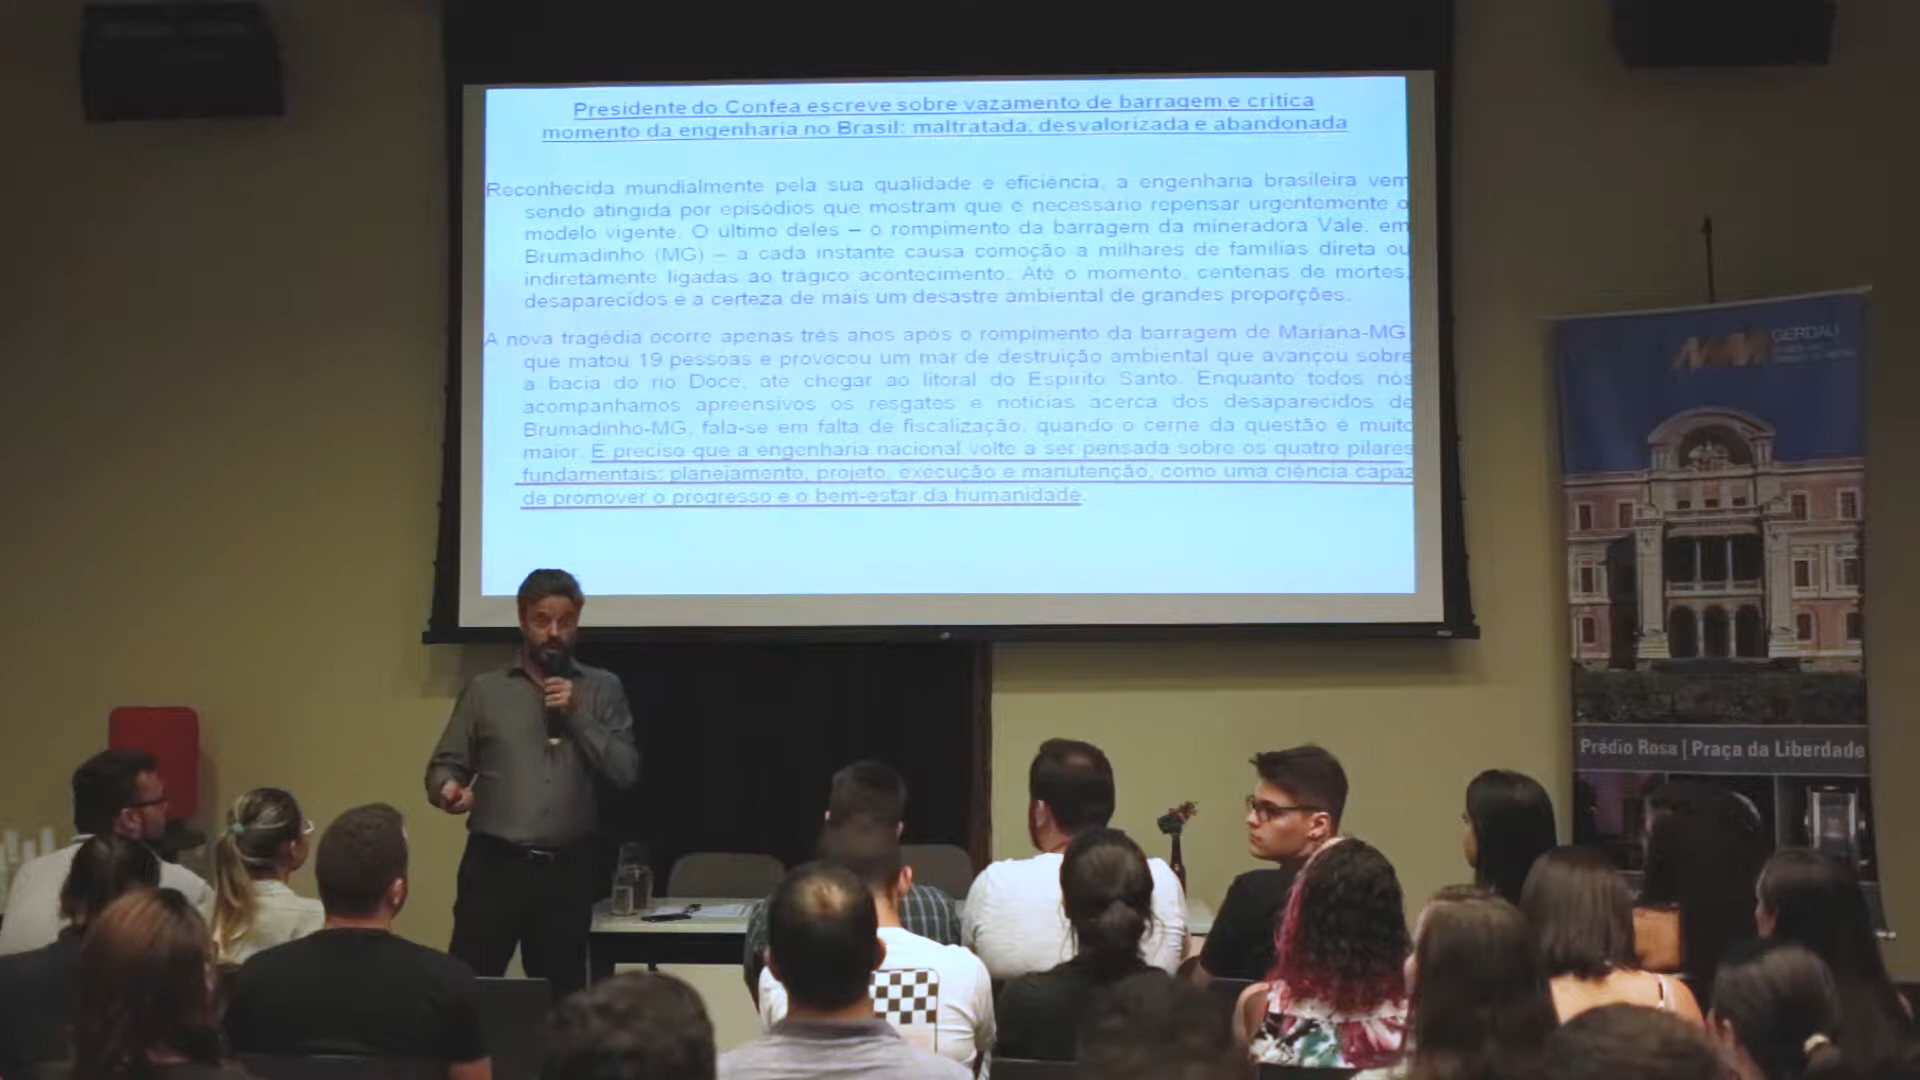 Presidente do Confea escreve sobre vazamento de barragem e critica
momento da engenharia no Brasil: maltratada, desvalorizada e abandonada
Reconhecida mundialmente pela sua qualidade e eficiência, a engenharia brasileira vem
sendo atingida por episódios que mostram que é necessário repensar urgentemente o
modelo vigente. O último deles – o rompimento da barragem da mineradora Vale, em
Brumadinho (MG) – a cada instante causa comoção a milhares de famílias direta ou
indiretamente ligadas ao trágico acontecimento. Até o momento, centenas de mortes,
desaparecidos e a certeza de mais um desastre ambiental de grandes proporções.
A nova tragédia ocorre apenas três anos após o rompimento da barragem de Mariana-MG,
que matou 19 pessoas e provocou um mar de destruição ambiental que avançou sobre
a bacia do rio Doce, até chegar ao litoral do Espírito Santo. Enquanto todos nós
acompanhamos apreensivos os resgates e notícias acerca dos desaparecidos de
Brumadinho-MG, fala-se em falta de fiscalização, quando o cerne da questão é muito
maior. É preciso que a engenharia nacional volte a ser pensada sobre os quatro pilares
fundamentais: planejamento, projeto, execução e manutenção, como uma ciência capaz
de promover o progresso e o bem-estar da humanidade.
MM GERDAU
Prédio Rosa | Praça da Liberdade